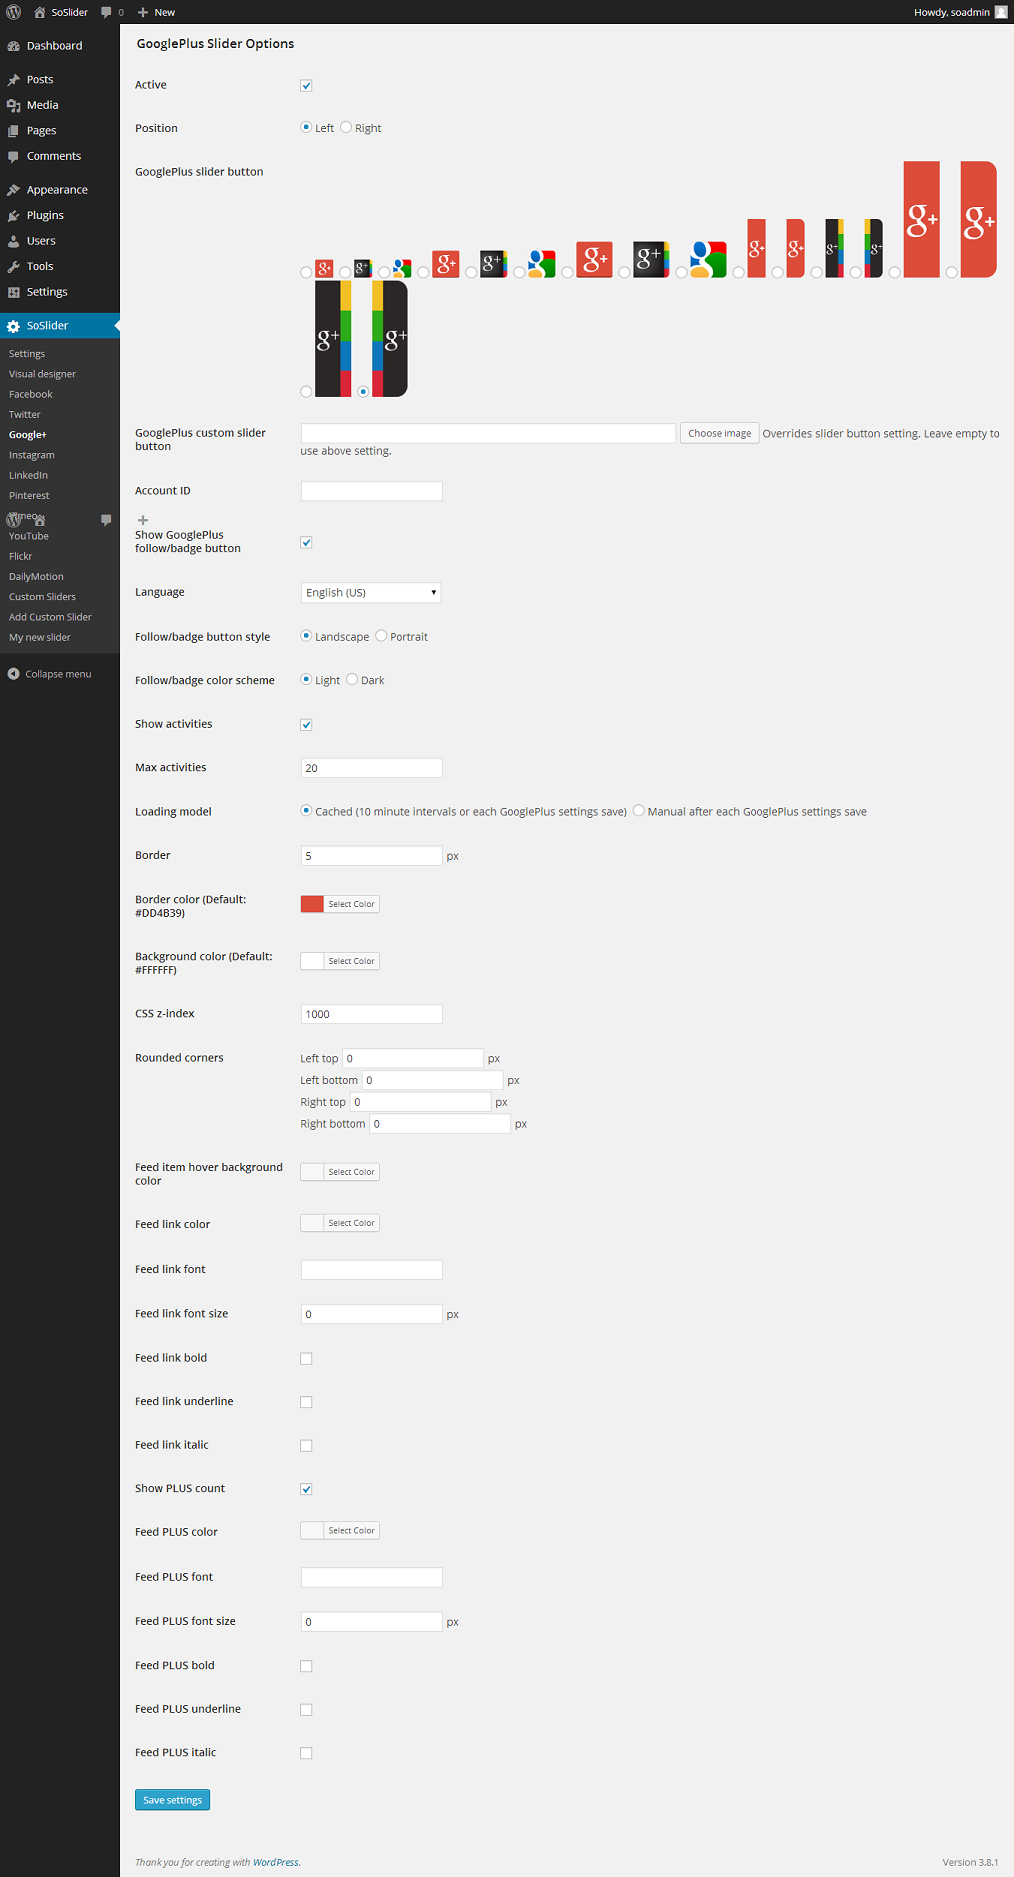 SoSlider 0 New Howdy, soadmin
Dashboard
Posts
Media
Pages
Comments
Appearance
Plugins
Users
Tools
Settings
SoSlider
Settings
Visual designer
Facebook
Twitter
Google+
Instagram
LinkedIn
Pinterest
YouTube
Flickr
DailyMotion
Custom Sliders
Add Custom Slider
My new slider
Collapse menu
GooglePlus Slider Options
Active
Position Left Right
GooglePlus slider button
g+ g+ g+ g+ g g+ g+ g g+ g+ g+ g+ g+ g+
g+ g+
GooglePlus custom slider
button
Choose image Overrides slider button setting. Leave empty to
use above setting.
Account ID
Show GooglePlus
follow/badge button
Language English (US)
Follow/badge button style Landscape Portrait
Follow/badge color scheme Light Dark
Show activities
Max activities 20
Loading model Cached (10 minute intervals or each GooglePlus settings save) Manual after each GooglePlus settings save
Border 5 px
Border color (Default:
#DD4B39)
Select Color
Background color (Default:
#FFFFFF)
Select Color
CSS z-index 1000
Rounded corners Left top 0 px
Left bottom 0 px
Right top 0 px
Right bottom 0 px
Feed item hover background
color
Select Color
Feed link color Select Color
Feed link font
Feed link font size 0 px
Feed link bold
Feed link underline
Feed link italic
Show PLUS count
Feed PLUS color Select Color
Feed PLUS font
Feed PLUS font size 0 px
Feed PLUS bold
Feed PLUS underline
Feed PLUS italic
Save settings
Thank you for creating with WordPress. Version 3.8.1